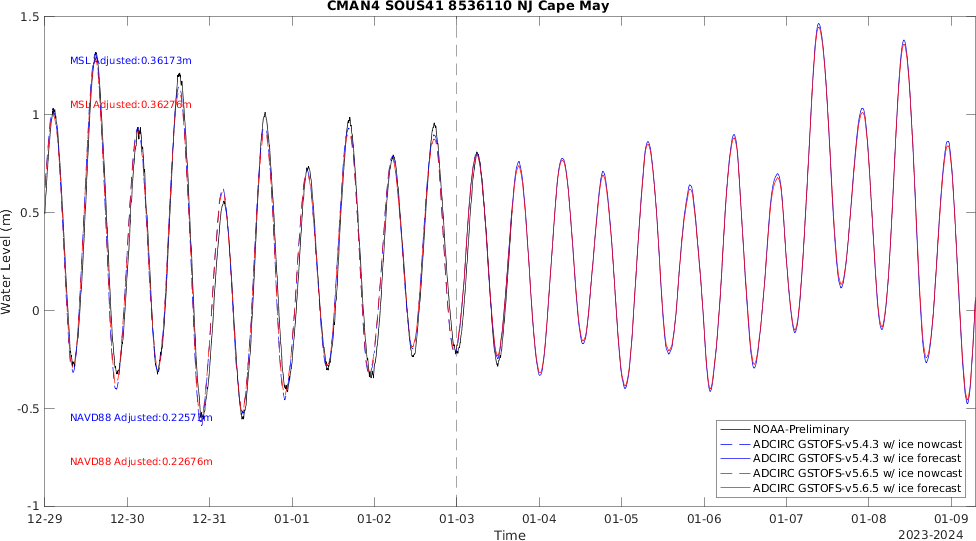 CMAN4 SOUS41 8536110 NJ Cape May
1.5
MSL Adjusted:0.36173m
MSL Adjusted:0.36276m
1
0.5
Water Level (m)
0
-0.5
NAVD88 Adjusted:0.22571m
NAVD88 Adjusted:0.22676m
NOAA-Preliminary
ADCIRC GSTOFS-v5.4.3 w/ ice nowcast
ADCIRC GSTOFS-v5.4.3 w/ ice forecast
ADCIRC GSTOFS-v5.6.5 w/ ice nowcast
ADCIRC GSTOFS-v5.6.5 w/ ice forecast
-1
12-29 12-30 12-31 01-01 01-02 01-03 01-04 01-05 01-06 01-07 01-08 01-09
Time
2023-2024